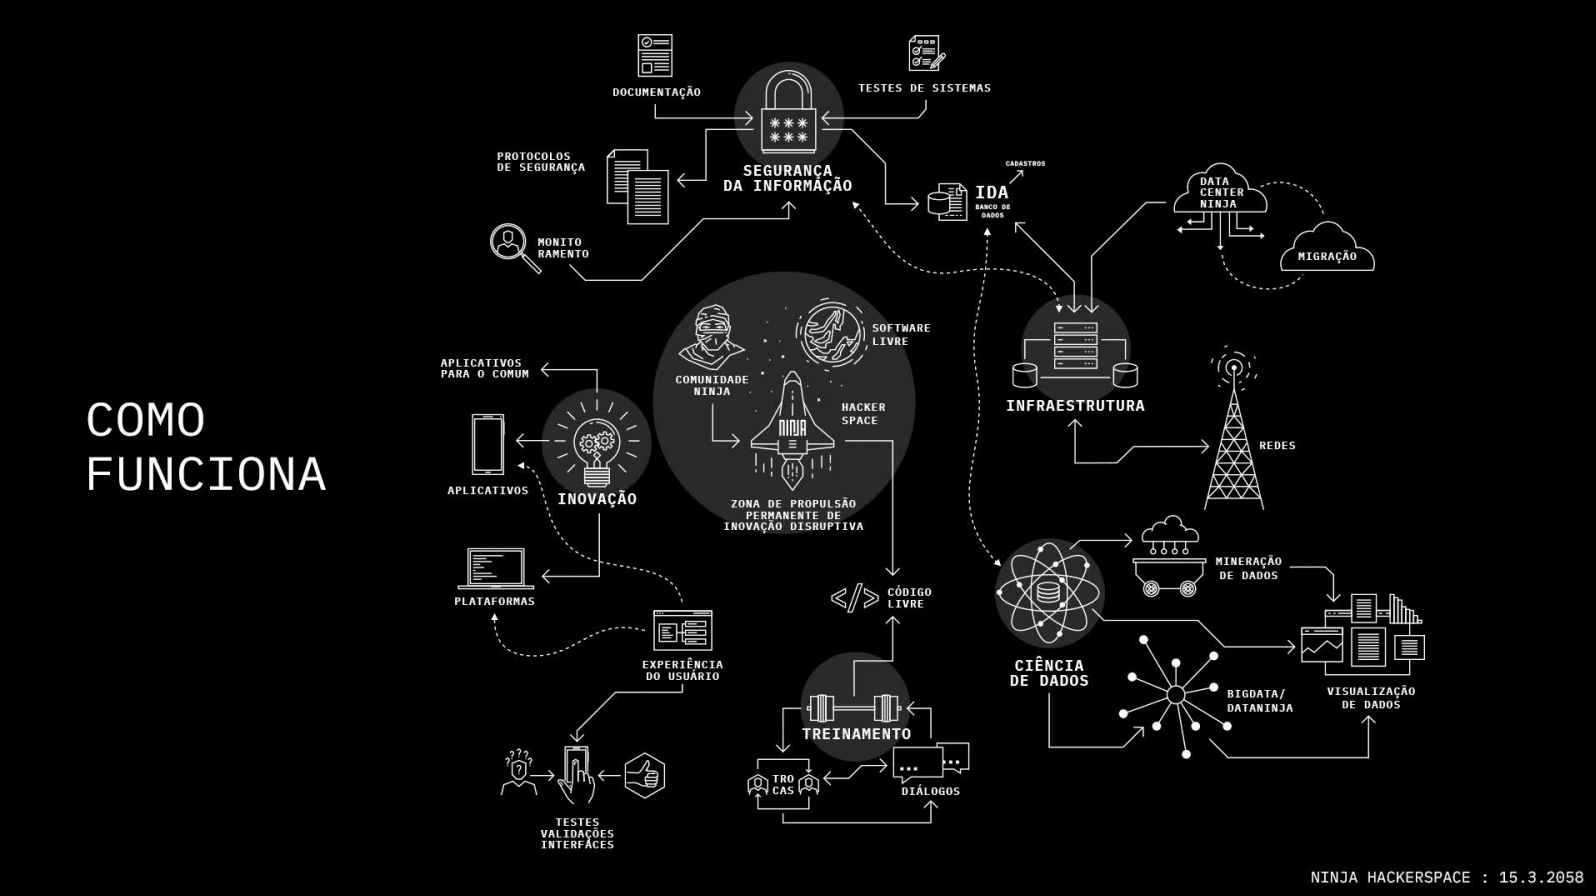 COMO
FUNCIONA
DOCUMENTAÇÃO
TESTES DE SISTEMAS
PROTOCOLOS
DE SEGURANÇA
SEGURANÇA
DA INFORMAÇÃO
MONITO
RAMENTO
CADASTROS
IDA
BANCO DE
DADOS
DATA
CENTER
NINJA
MIGRAÇÃO
SOFTWARE
LIVRE
COMUNIDADE
NINJA
HACKER
SPACE
NINJA
ZONA DE PROPULSÃO
PERMANENTE DE
INOVAÇÃO DISRUPTIVA
INFRAESTRUTURA
REDES
APLICATIVOS
PARA O COMUM
APLICATIVOS
INOVAÇÃO
PLATAFORMAS
EXPERIÊNCIA
DO USUÁRIO
TESTES
VALIDAÇÕES
INTERFACES
</>
CÓDIGO
LIVRE
TREINAMENTO
TRO
CAS
DIÁLOGOS
CIÊNCIA
DE DADOS
MINERAÇÃO
DE DADOS
BIGDATA/
DATANINJA
VISUALIZAÇÃO
DE DADOS
NINJA HACKERSPACE : 15.3.2058